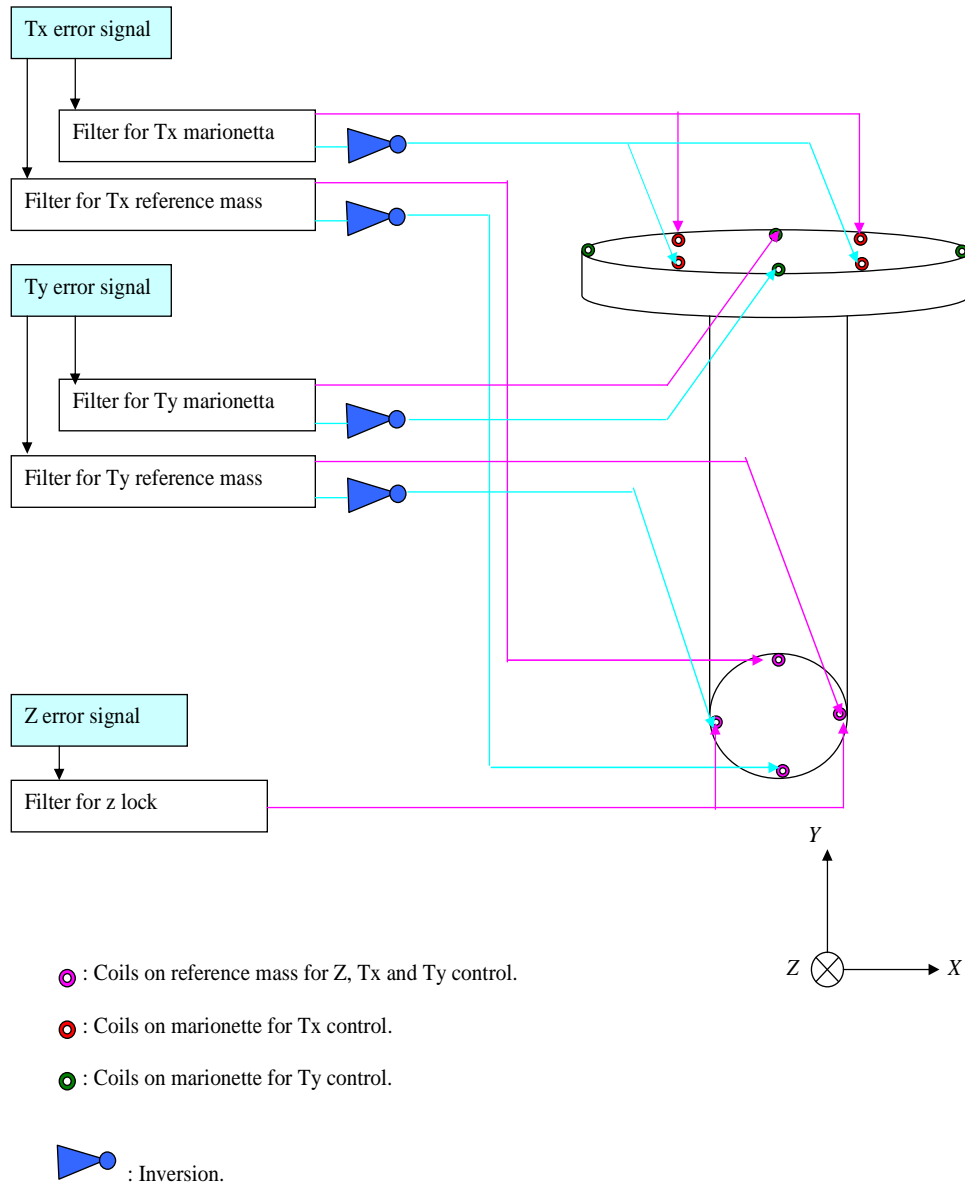 Tx error signal
Filter for Tx marionetta
Filter for Tx reference mass
Ty error signal
Filter for Ty marionetta
Filter for Ty reference mass
Z error signal
Filter for z lock
Y
Z
X
: Coils on reference mass for Z, Tx and Ty control.
: Coils on marionette for Tx control.
: Coils on marionette for Ty control.
: Inversion.